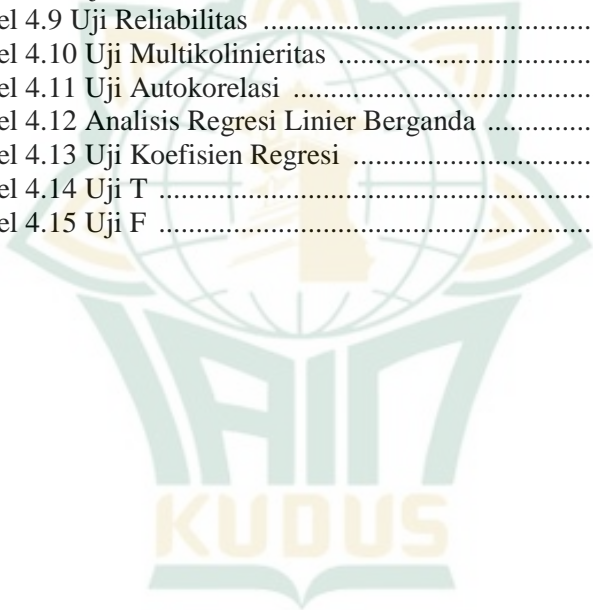 el 4.9 Uji Reliabilitas ..................................................
el 4.10 Uji Multikolinieritas ......................................
el 4.11 Uji Autokorelasi .............................................
el 4.12 Analisis Regresi Linier Berganda ..............
el 4.13 Uji Koefisien Regresi ....................................
el 4.14 Uji T ...............................................................
el 4.15 Uji F ...............................................................
IAIN
KUDUS